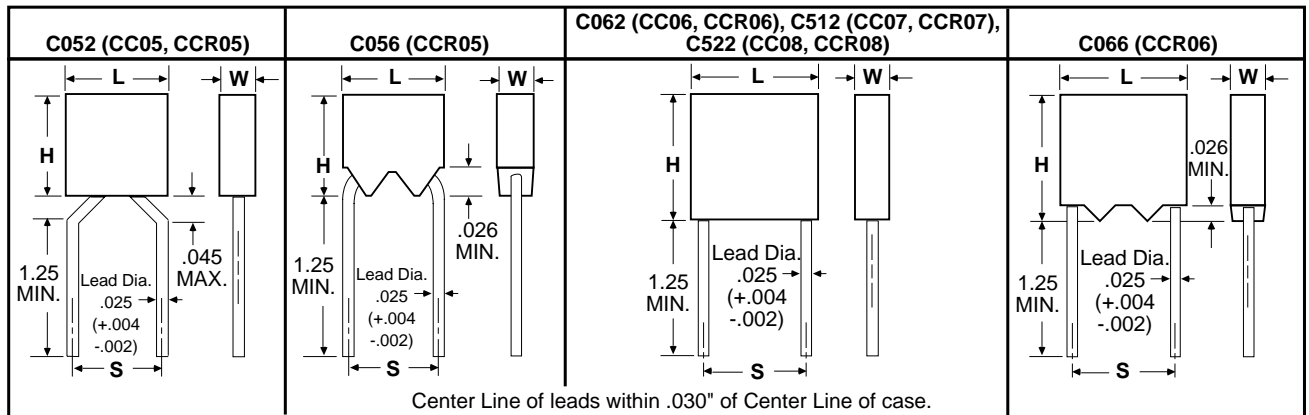 C052 (CC05, CCR05)
C056 (CCR05)
C062 (CC06, CCR06), C512 (CC07, CCR07),
C522 (CC08, CCR08)
C066 (CCR06)
L
W
H
1.25
MIN.
Lead Dia.
.025
(+.004
-.002)
.045
MAX.
S
L
W
H
1.25
MIN.
Lead Dia.
.025
(+.004
-.002)
.026
MIN.
S
L
W
H
1.25
MIN.
Lead Dia.
.025
(+.004
-.002)
S
L
W
H
.026
MIN.
1.25
MIN.
Lead Dia.
.025
(+.004
-.002)
S
Center Line of leads within .030" of Center Line of case.